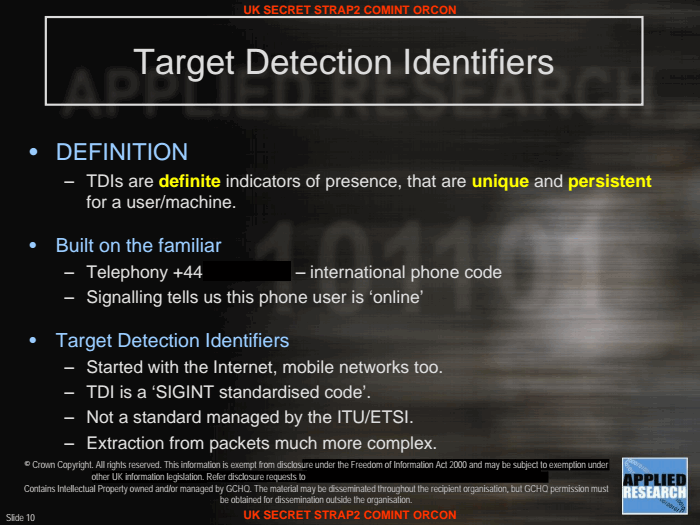 UK SECRET STRAP2 COMINT ORCON
Target Detection Identifiers
APPLIED RESEARCH
• DEFINITION
– TDIs are definite indicators of presence, that are unique and persistent
for a user/machine.
101101
• Built on the familiar
– Telephony +44 – international phone code
– Signalling tells us this phone user is ‘online’
• Target Detection Identifiers
– Started with the Internet, mobile networks too.
– TDI is a ‘SIGINT standardised code’.
– Not a standard managed by the ITU/ETSI.
– Extraction from packets much more complex.
© Crown Copyright. All rights reserved. This information is exempt from disclosure under the Freedom of Information Act 2000 and may be subject to exemption under
other UK information legislation. Refer disclosure requests to
Contains Intellectual Property owned and/or managed by GCHQ. The material may be disseminated throughout the recipient organisation, but GCHQ permission must
be obtained for dissemination outside the organisation.
APPLIED
RESEARCH
Slide 10
UK SECRET STRAP2 COMINT ORCON